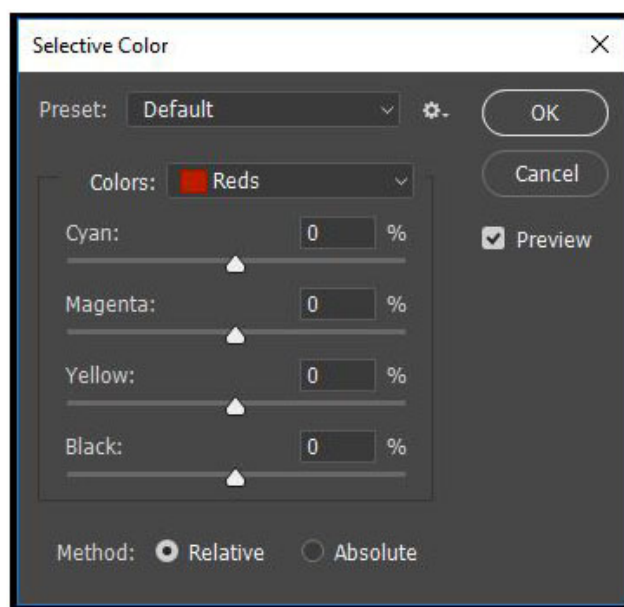 Selective Color
Preset: Default
OK
Colors: Reds
Cancel
Cyan: 0 %
Preview
Magenta: 0 %
Yellow: 0 %
Black: 0 %
Method: Relative Absolute